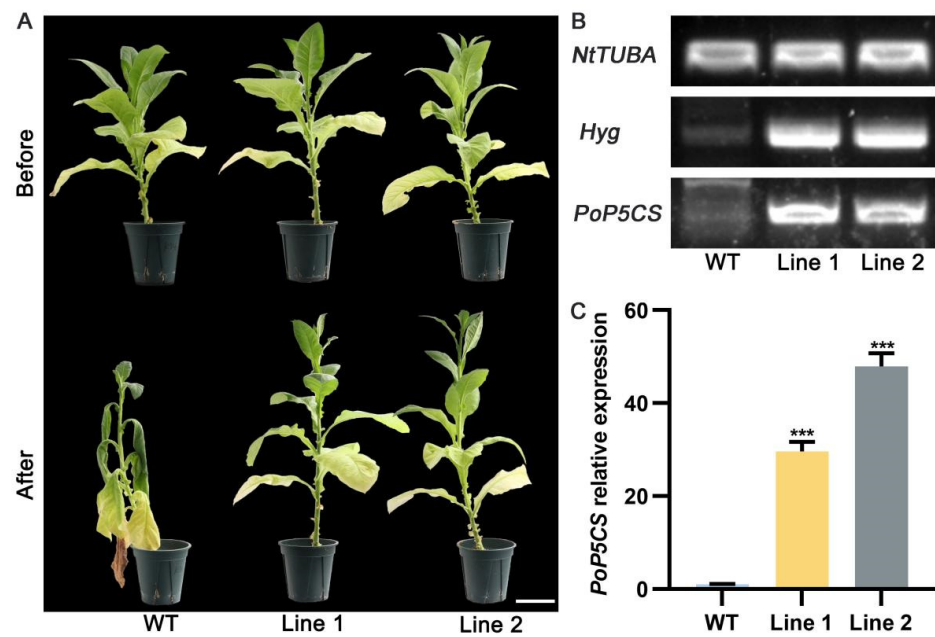 A
Before
After
WT
Line 1
Line 2
B
NtTUBA
Hyg
PoP5CS
WT
Line 1
Line 2
C
PoP5CS relative expression
60
40
20
0
***
***
WT
Line 1
Line 2